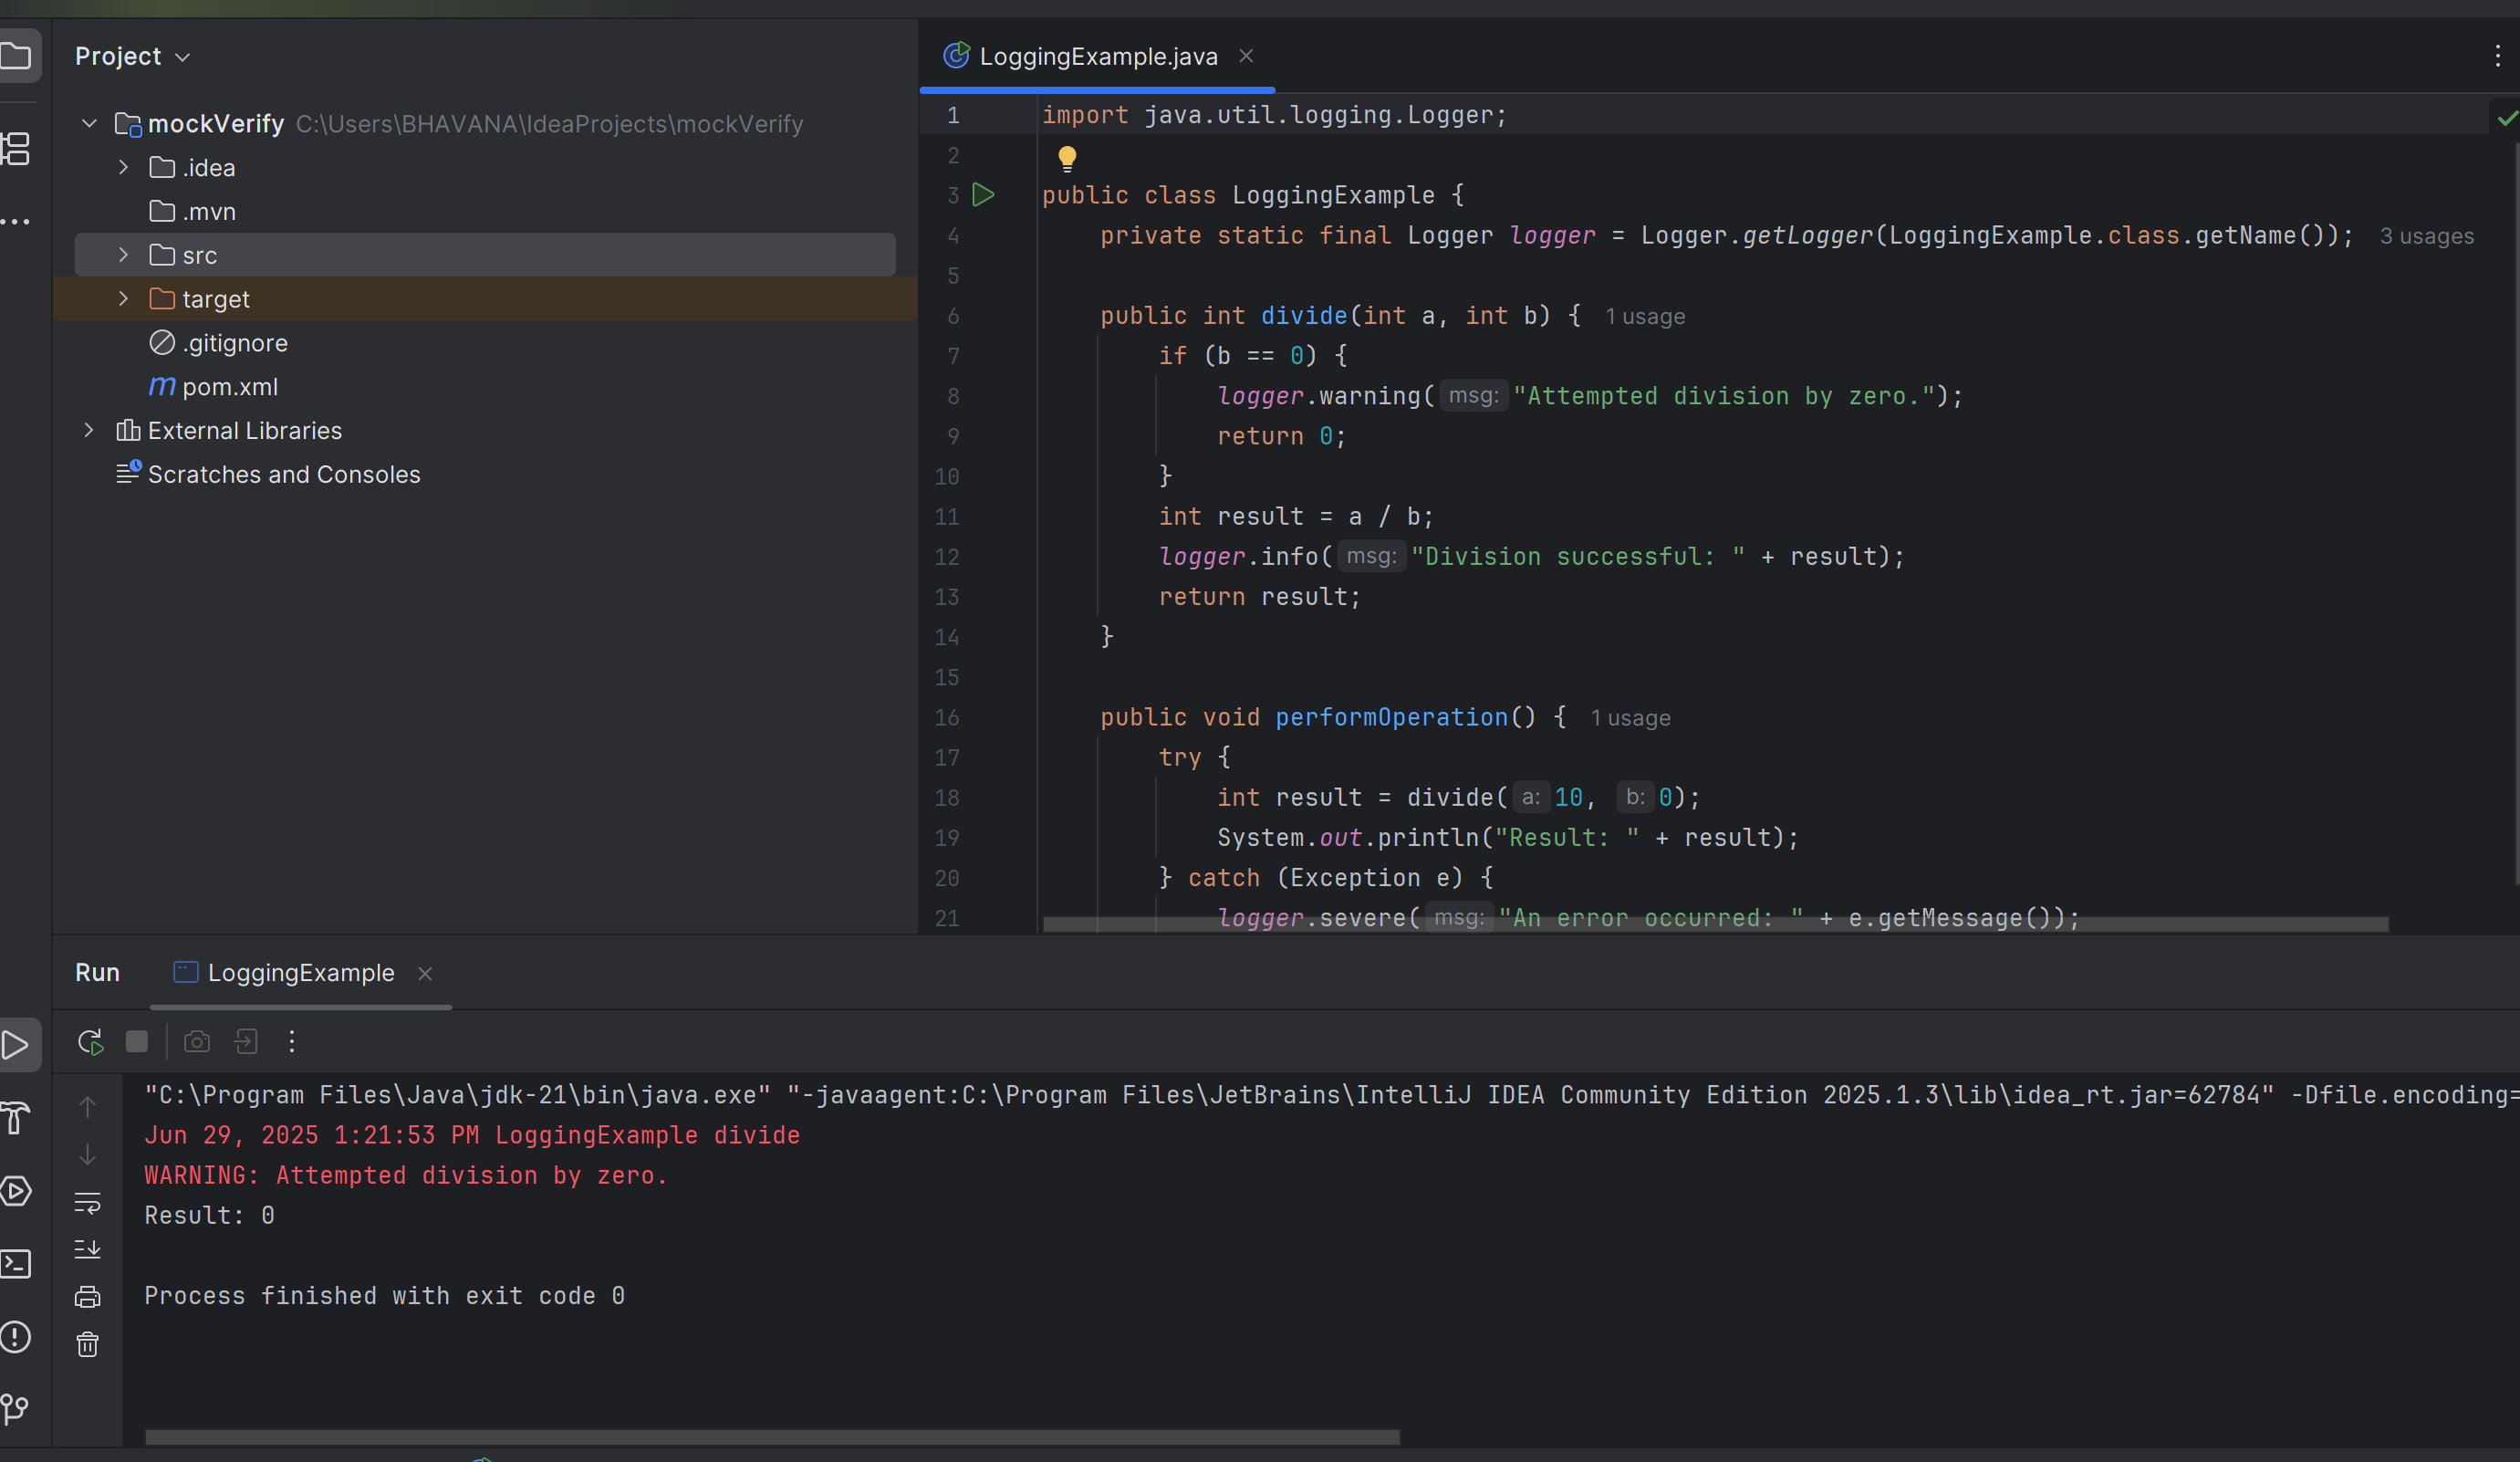 Project
mockVerify C:\Users\BHAVANA\IdeaProjects\mockVerify
.idea
.mvn
src
target
.gitignore
m pom.xml
External Libraries
Scratches and Consoles
LoggingExample.java
1 import java.util.logging.Logger;
2
3 public class LoggingExample {
4 private static final Logger logger = Logger.getLogger(LoggingExample.class.getName()); 3 usages
5
6 public int divide(int a, int b) { 1 usage
7 if (b == 0) {
8 logger.warning( msg: "Attempted division by zero.");
9 return 0;
10 }
11 int result = a / b;
12 logger.info( msg: "Division successful: " + result);
13 return result;
14 }
15
16 public void performOperation() { 1 usage
17 try {
18 int result = divide( a: 10, b: 0);
19 System.out.println("Result: " + result);
20 } catch (Exception e) {
21 logger.severe( msg: "An error occurred: " + e.getMessage());
Run LoggingExample
"C:\Program Files\Java\jdk-21\bin\java.exe" "-javaagent:C:\Program Files\JetBrains\IntelliJ IDEA Community Edition 2025.1.3\lib\idea_rt.jar=62784" -Dfile.encoding=
Jun 29, 2025 1:21:53 PM LoggingExample divide
WARNING: Attempted division by zero.
Result: 0
Process finished with exit code 0